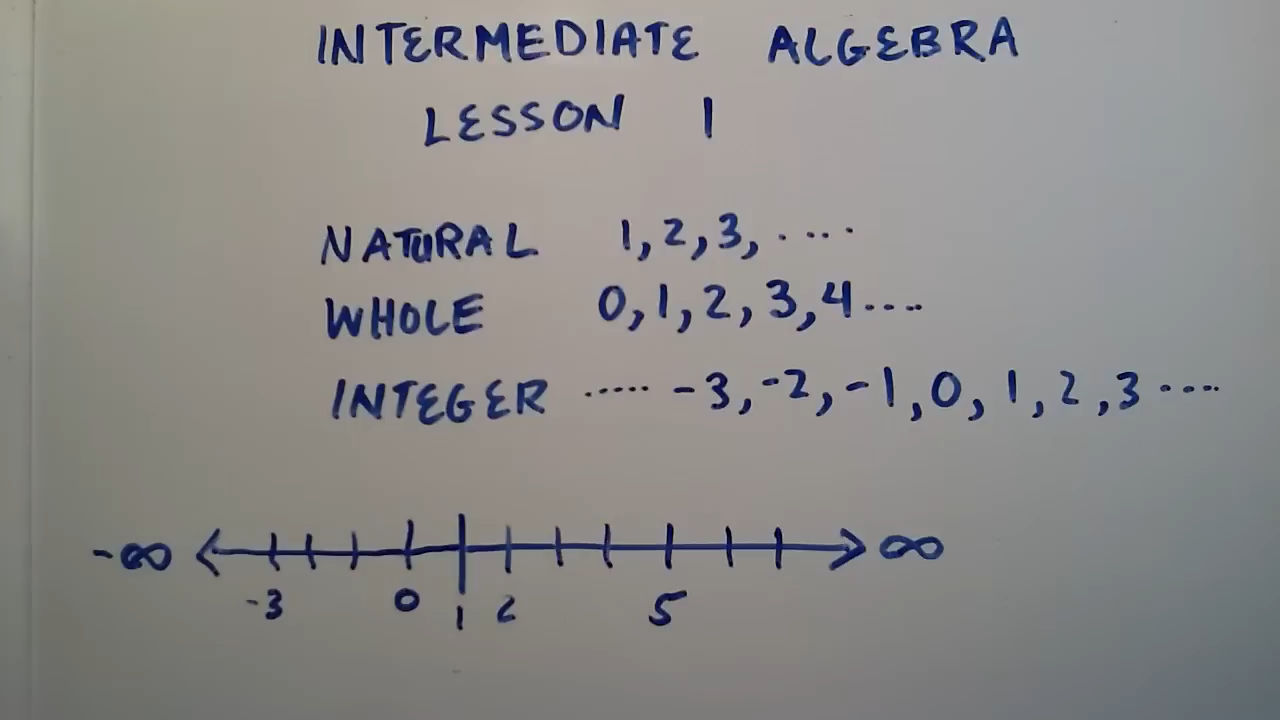 INTERMEDIATE ALGEBRA
LESSON 1
NATURAL 1, 2, 3, ....
WHOLE 0, 1, 2, 3, 4 ....
INTEGER ..... -3, -2, -1, 0, 1, 2, 3 ....
-∞ ∞
-3 0 1 2 5